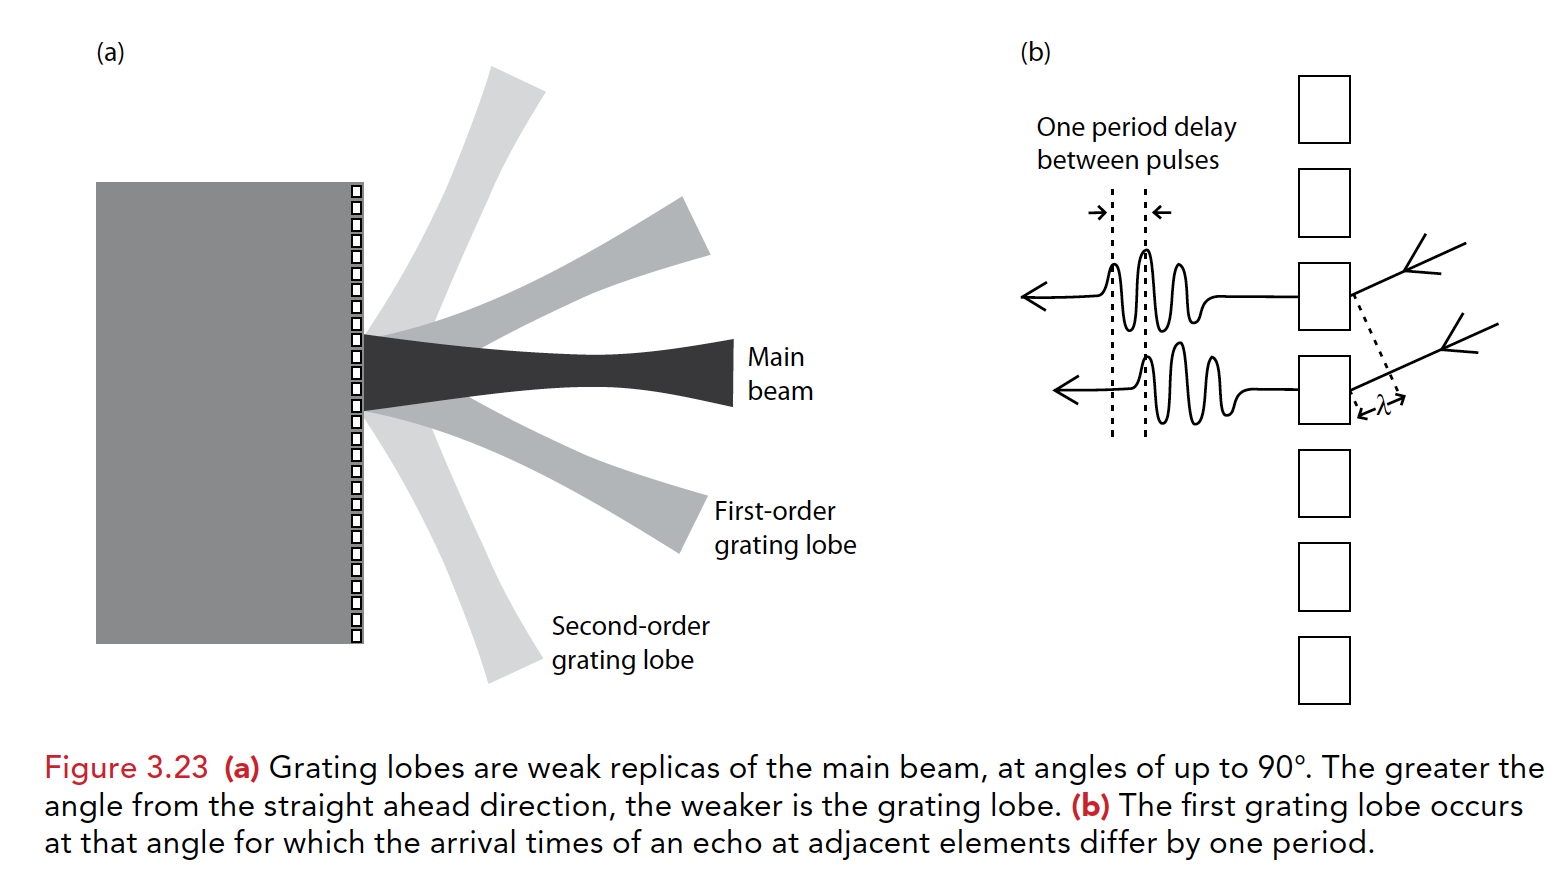 (a)
Main
beam
First-order
grating lobe
Second-order
grating lobe
(b)
One period delay
between pulses
λ
Figure 3.23 (a) Grating lobes are weak replicas of the main beam, at angles of up to 90°. The greater the
angle from the straight ahead direction, the weaker is the grating lobe. (b) The first grating lobe occurs
at that angle for which the arrival times of an echo at adjacent elements differ by one period.